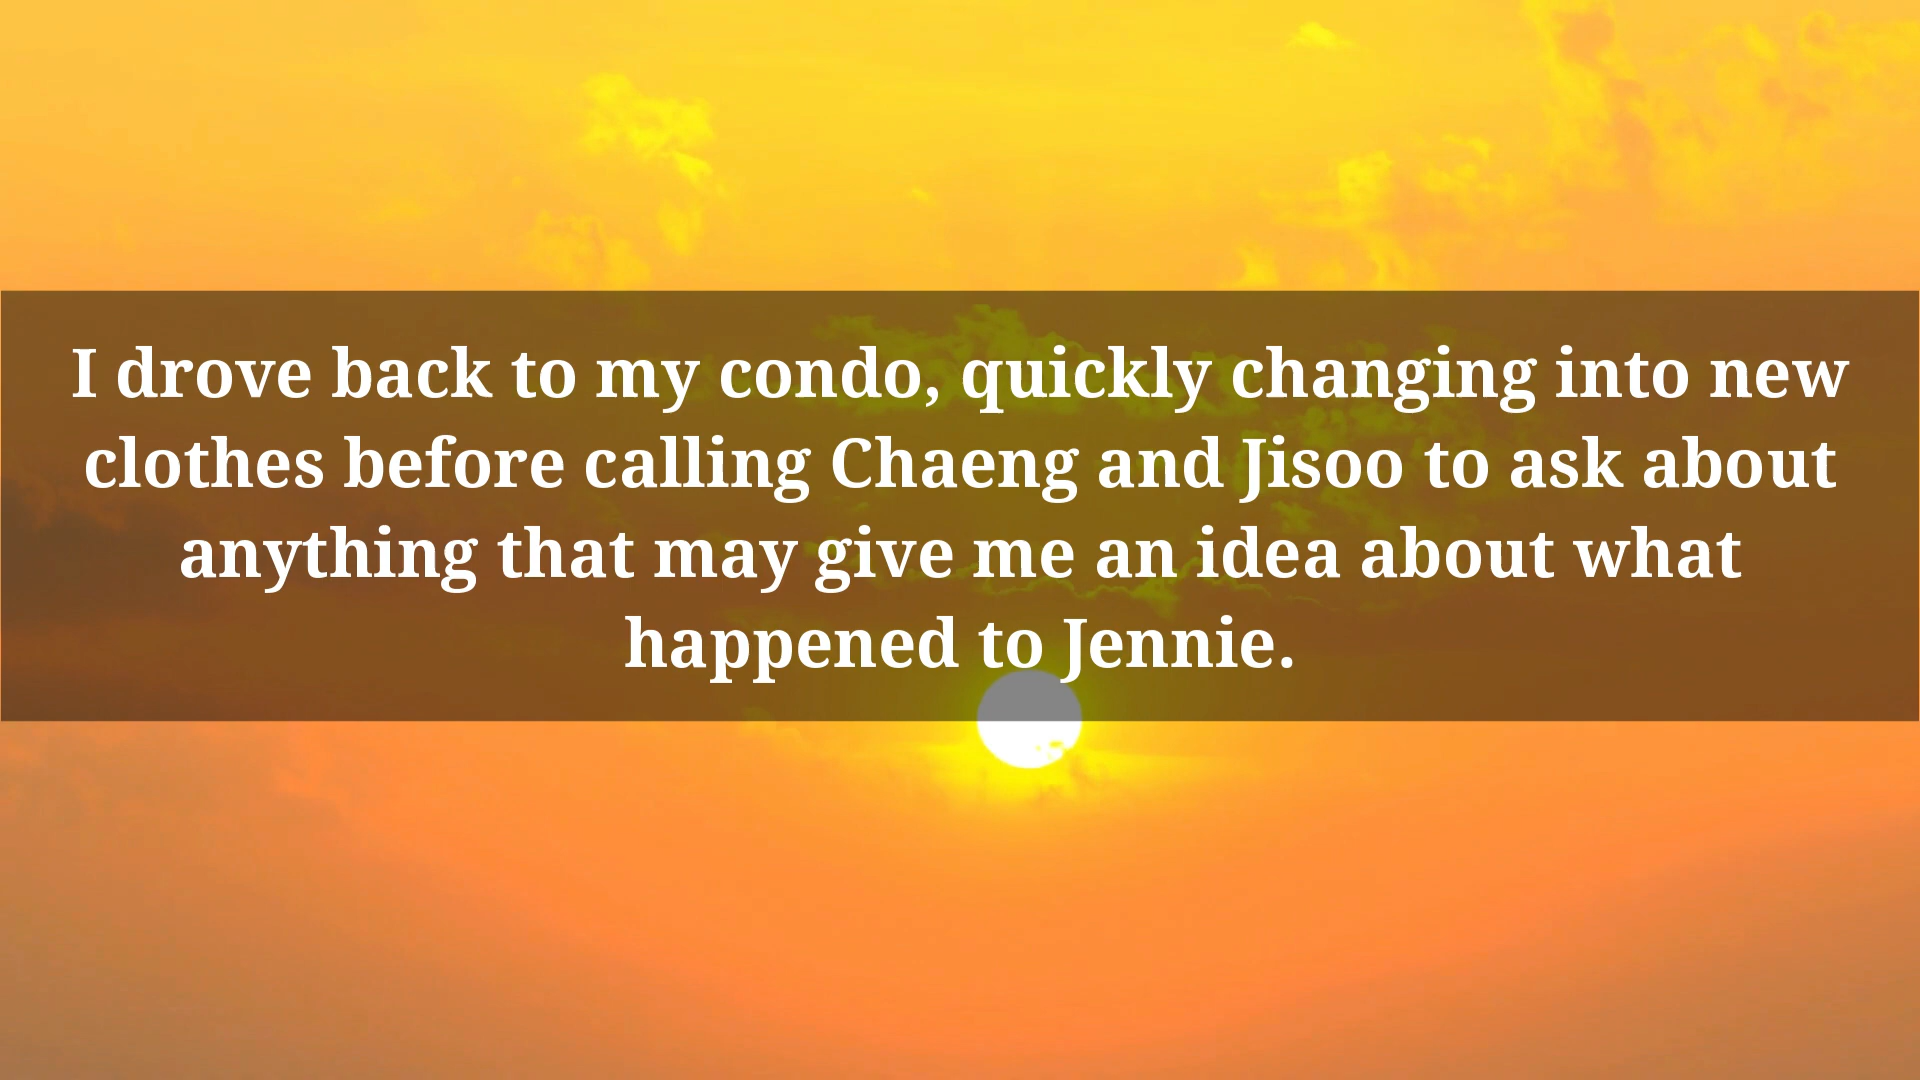 I drove back to my condo, quickly changing into new
clothes before calling Chaeng and Jisoo to ask about
anything that may give me an idea about what
happened to Jennie.